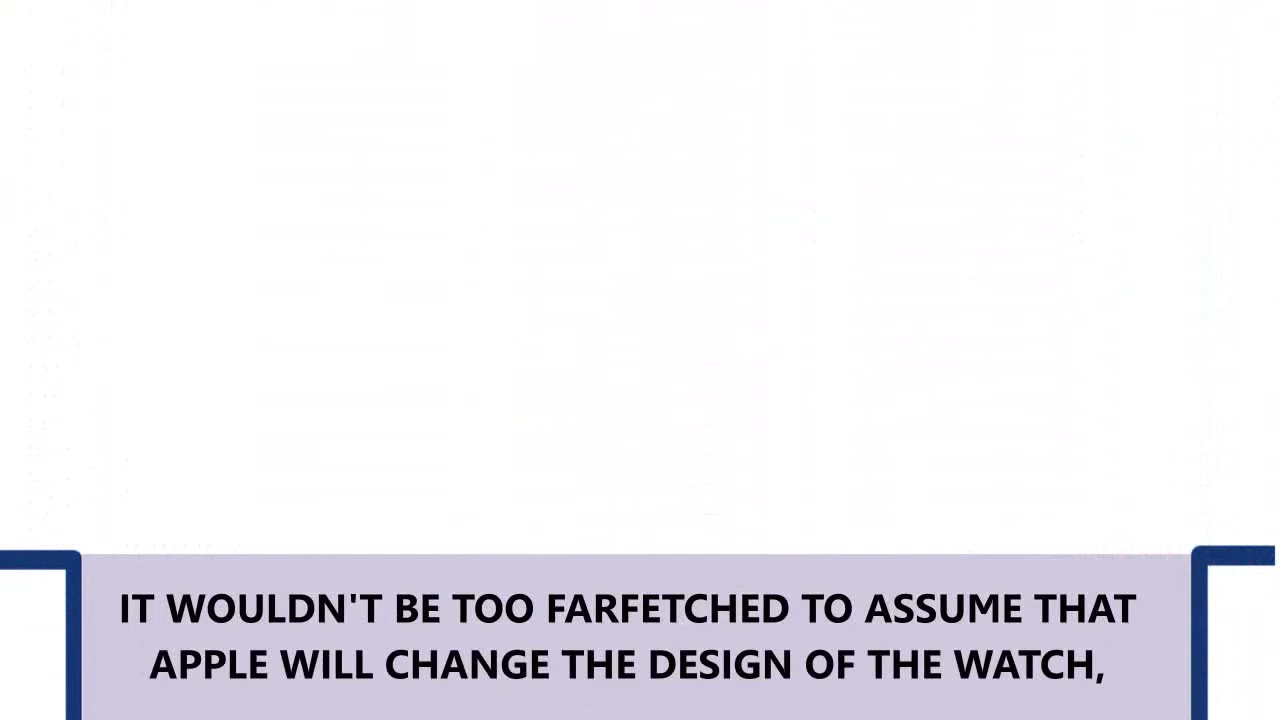 IT WOULDN'T BE TOO FARFETCHED TO ASSUME THAT
APPLE WILL CHANGE THE DESIGN OF THE WATCH,